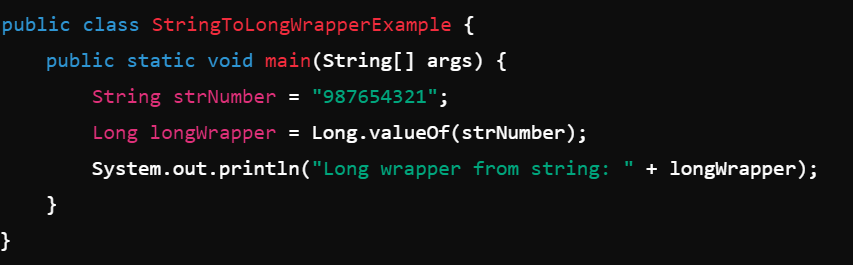 public class StringToLongWrapperExample {
    public static void main(String[] args) {
        String strNumber = "987654321";
        Long longWrapper = Long.valueOf(strNumber);
        System.out.println("Long wrapper from string: " + longWrapper);
    }
}